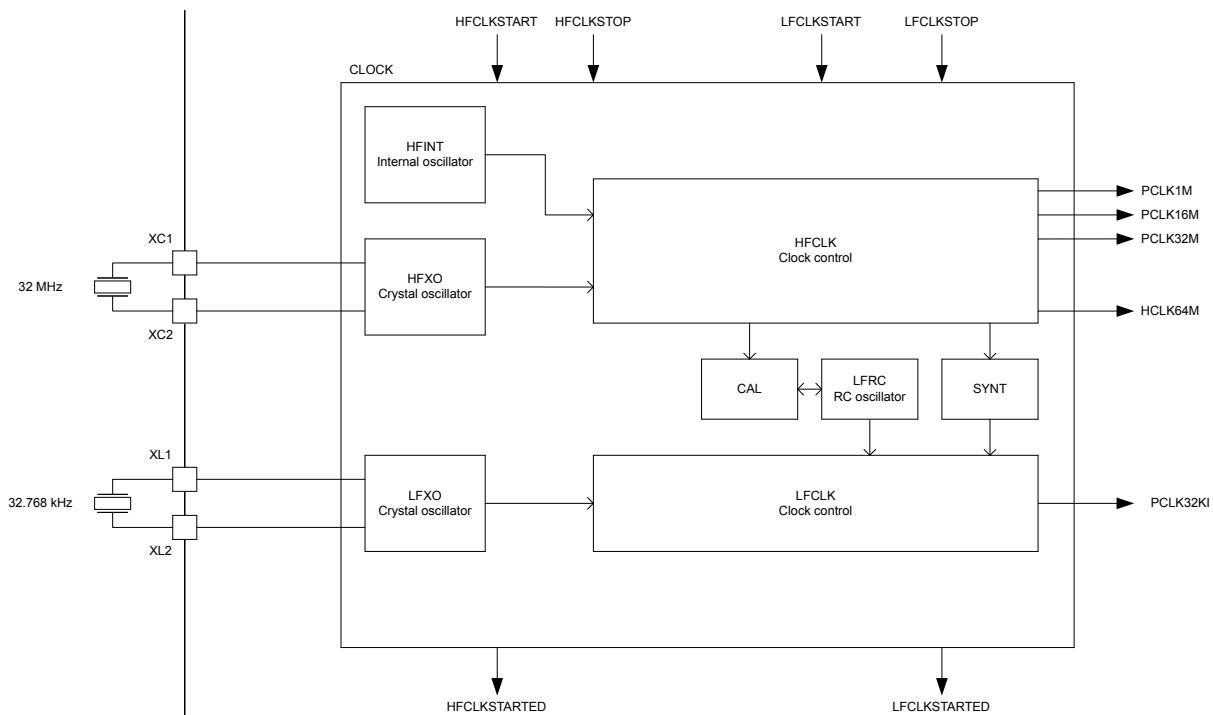 HFCLKSTART
HFCLKSTOP
LFCLKSTART
LFCLKSTOP
CLOCK
HFINT
Internal oscillator
PCLK1M
PCLK16M
PCLK32M
HFCLK
Clock control
XC1
HFXO
Crystal oscillator
32 MHz
XC2
HCLK64M
CAL
LFRC
RC oscillator
SYNT
XL1
LFXO
Crystal oscillator
LFCLK
Clock control
32.768 kHz
PCLK32KI
XL2
HFCLKSTARTED
LFCLKSTARTED